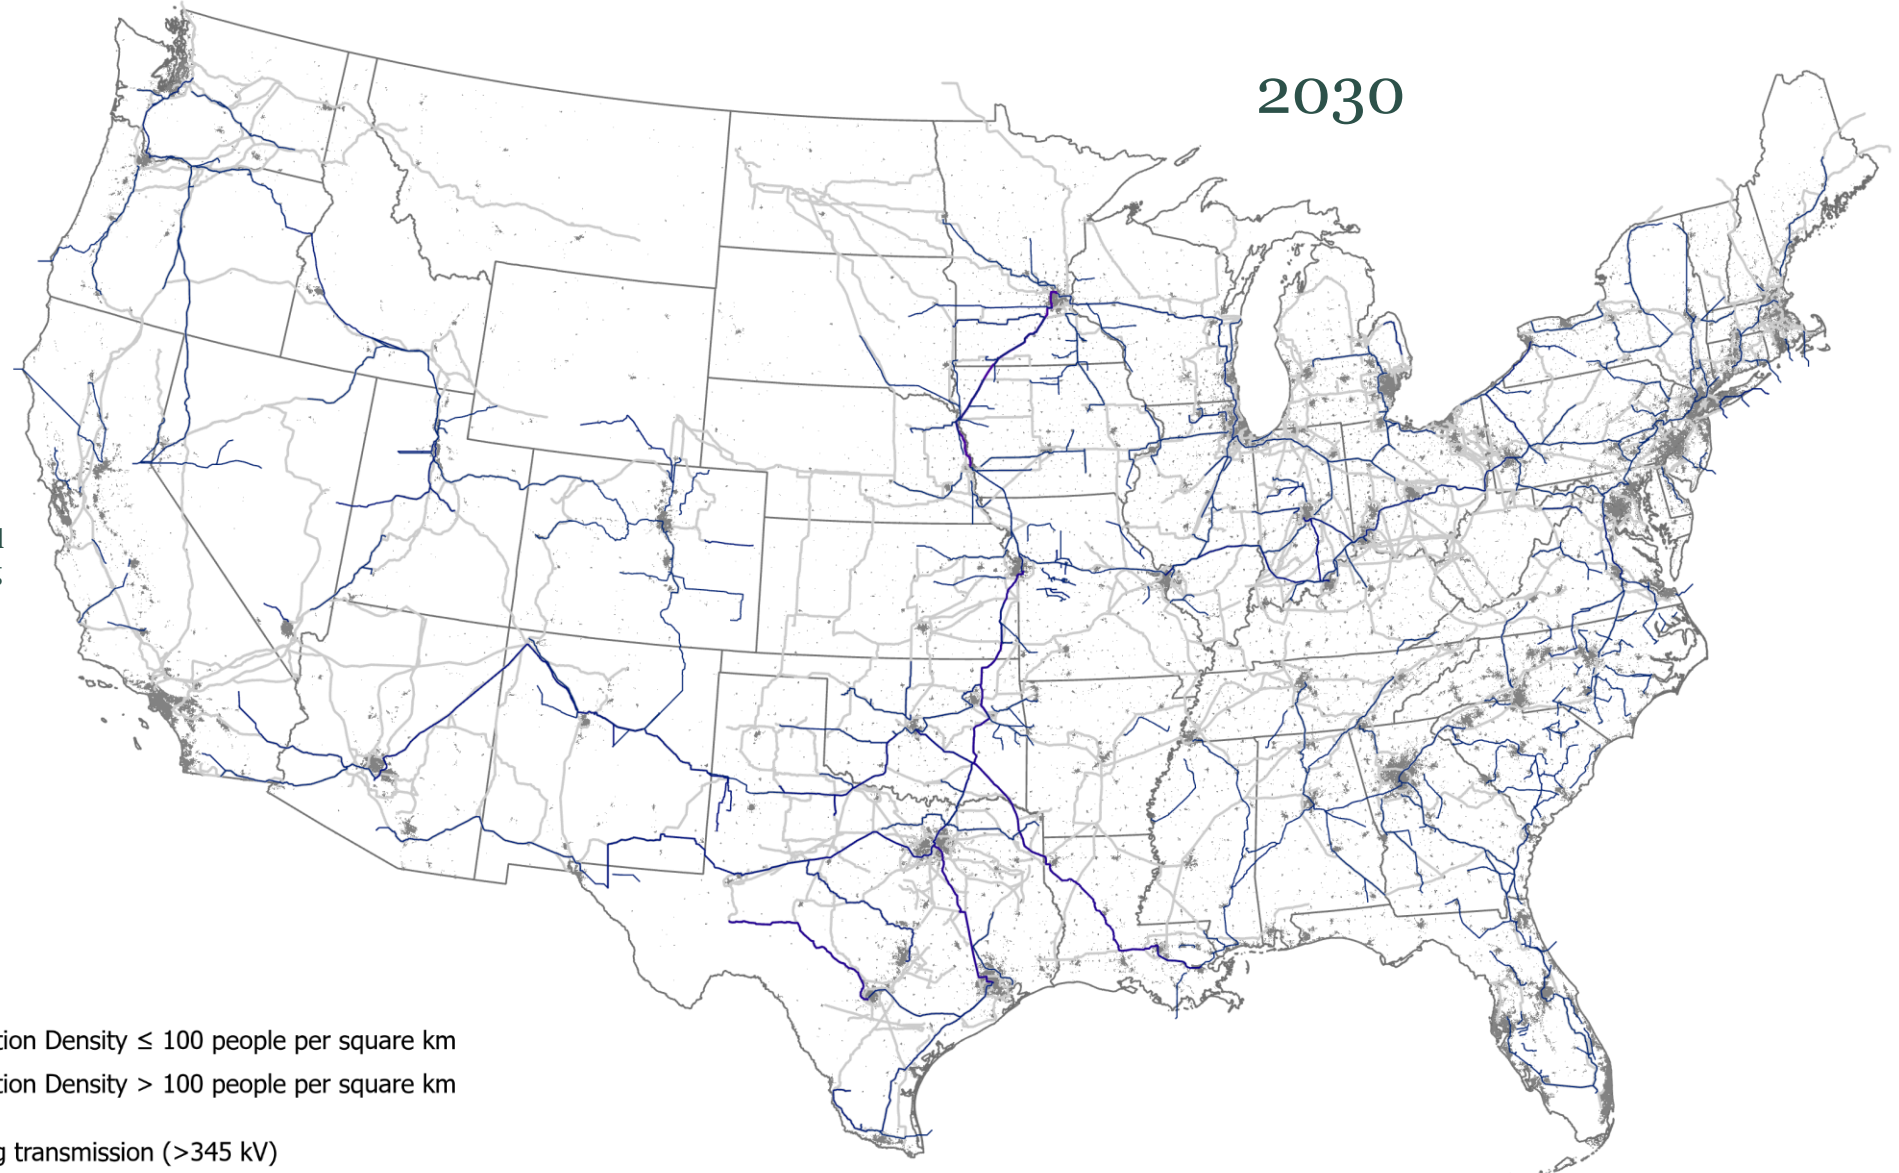 2030
tion Density ≤ 100 people per square km
tion Density > 100 people per square km
g transmission (>345 kV)